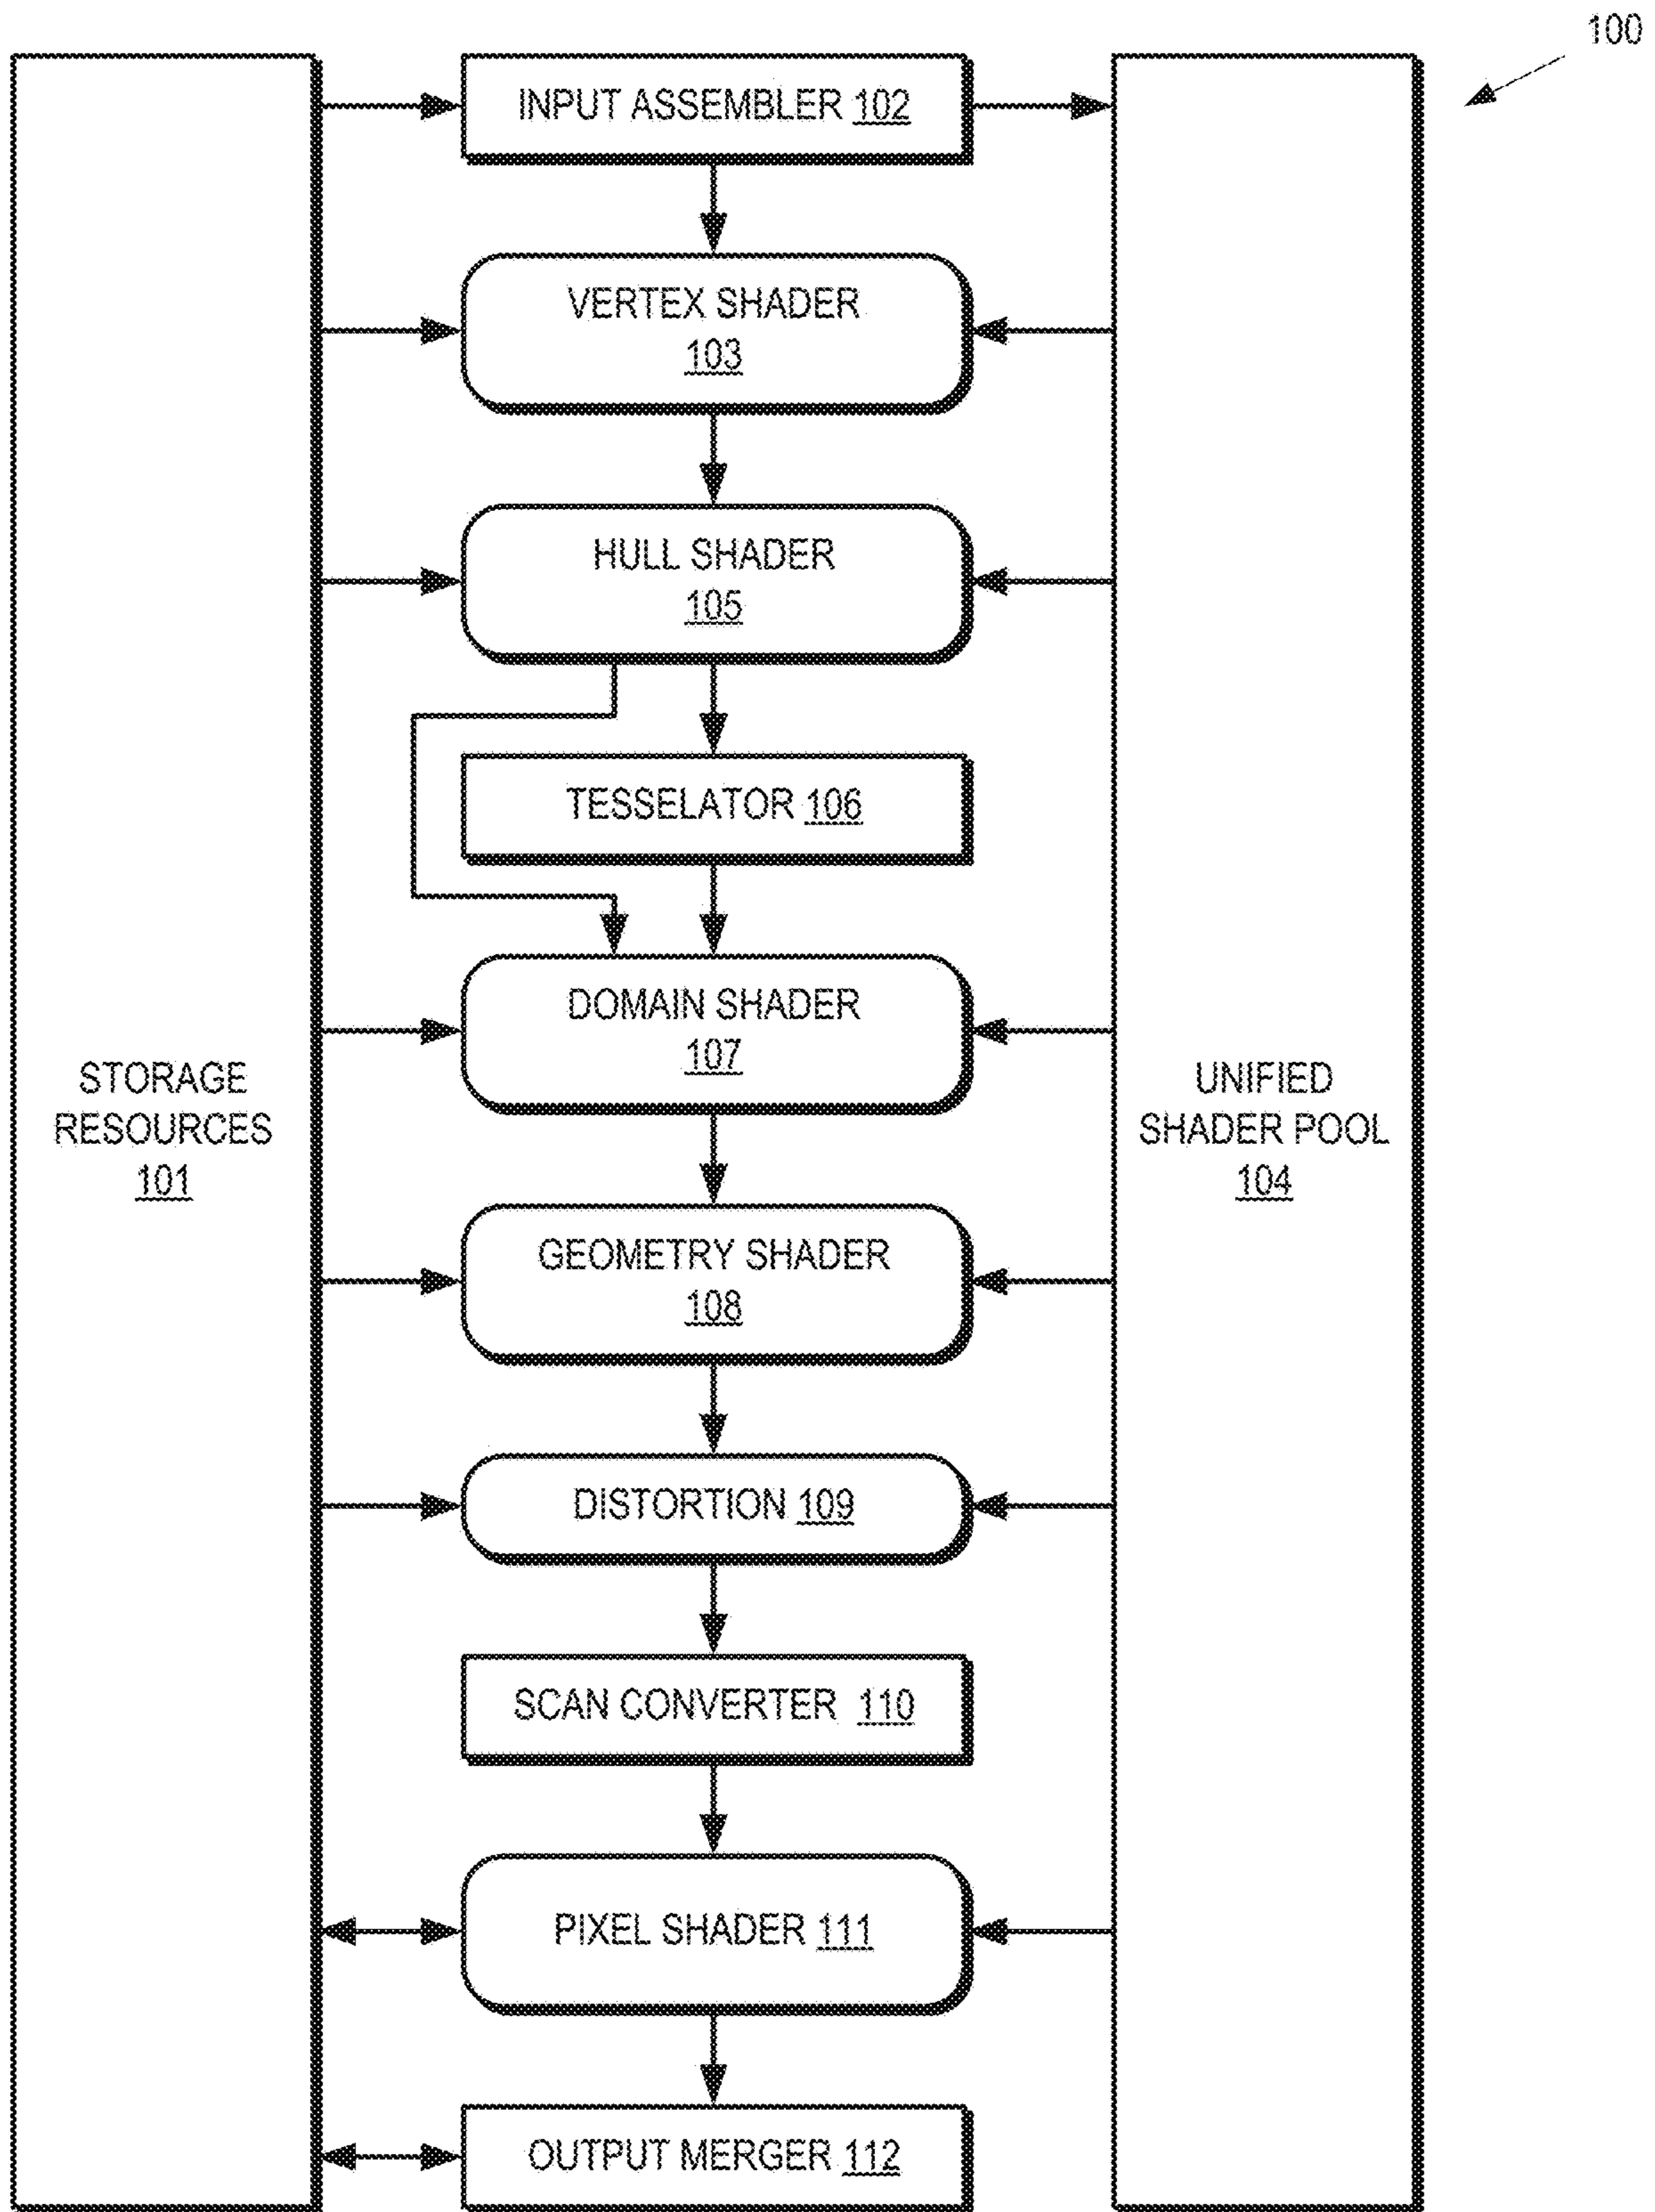 100
INPUT ASSEMBLER 102
VERTEX SHADER
103
HULL SHADER
105
TESSELATOR 106
DOMAIN SHADER
107
STORAGE
RESOURCES
101
UNIFIED
SHADER POOL
104
GEOMETRY SHADER
108
DISTORTION 109
SCAN CONVERTER 110
PIXEL SHADER 111
OUTPUT MERGER 112